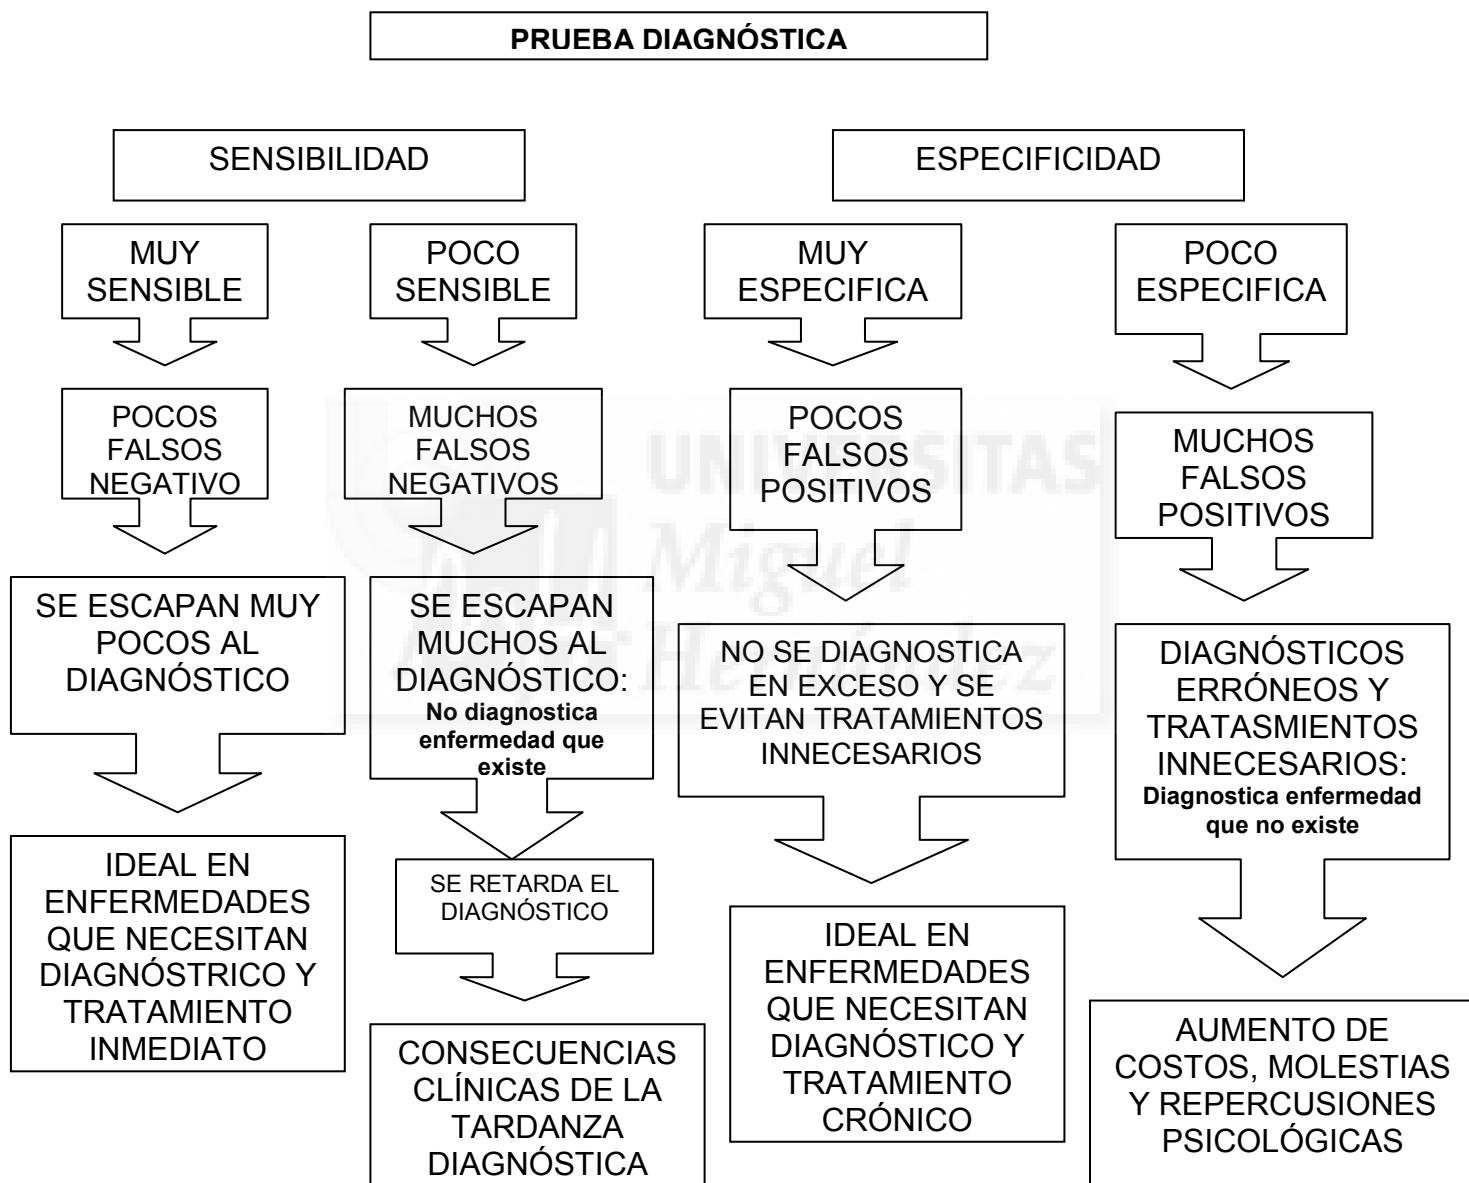 PRUEBA DIAGNÓSTICA
SENSIBILIDAD
ESPECIFICIDAD
MUY
SENSIBLE
POCO
SENSIBLE
MUY
ESPECIFICA
POCO
ESPECIFICA
POCOS
FALSOS
NEGATIVO
MUCHOS
FALSOS
NEGATIVOS
POCOS
FALSOS
POSITIVOS
MUCHOS
FALSOS
POSITIVOS
UNIVERSITAS
Miguel
Hernández
SE ESCAPAN MUY
POCOS AL
DIAGNÓSTICO
SE ESCAPAN
MUCHOS AL
DIAGNÓSTICO:
No diagnostica
enfermedad que
existe
NO SE DIAGNOSTICA
EN EXCESO Y SE
EVITAN TRATAMIENTOS
INNECESARIOS
DIAGNÓSTICOS
ERRÓNEOS Y
TRATASMIENTOS
INNECESARIOS:
Diagnostica enfermedad
que no existe
IDEAL EN
ENFERMEDADES
QUE NECESITAN
DIAGNÓSTRICO Y
TRATAMIENTO
INMEDIATO
SE RETARDA EL
DIAGNÓSTICO
CONSECUENCIAS
CLÍNICAS DE LA
TARDANZA
DIAGNÓSTICA
IDEAL EN
ENFERMEDADES
QUE NECESITAN
DIAGNÓSTICO Y
TRATAMIENTO
CRÓNICO
AUMENTO DE
COSTOS, MOLESTIAS
Y REPERCUSIONES
PSICOLÓGICAS